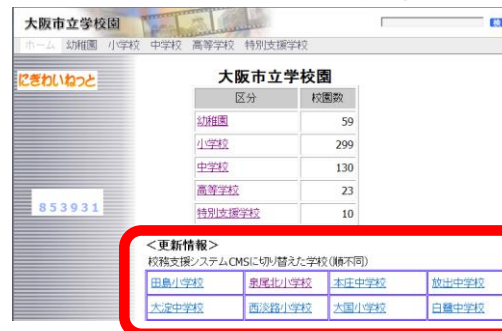 大阪市立学校園
ホーム 幼稚園 小学校 中学校 高等学校 特別支援学校
にぎわいねっと
大阪市立学校園
区分 校園数
幼稚園 59
小学校 299
中学校 130
高等学校 23
特別支援学校 10
853931
＜更新情報＞
校務支援システムCMSに切り替えた学校(順不同)
田島小学校 泉尾北小学校 本庄中学校 放出中学校
大淀中学校 西淡路小学校 大国小学校 白鷺中学校